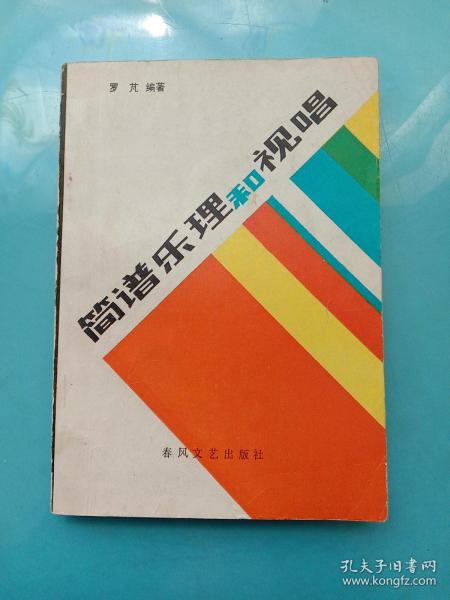 罗芃 编著
简谱乐理和视唱
春风文艺出版社
孔夫子旧书网
www.kongfz.com